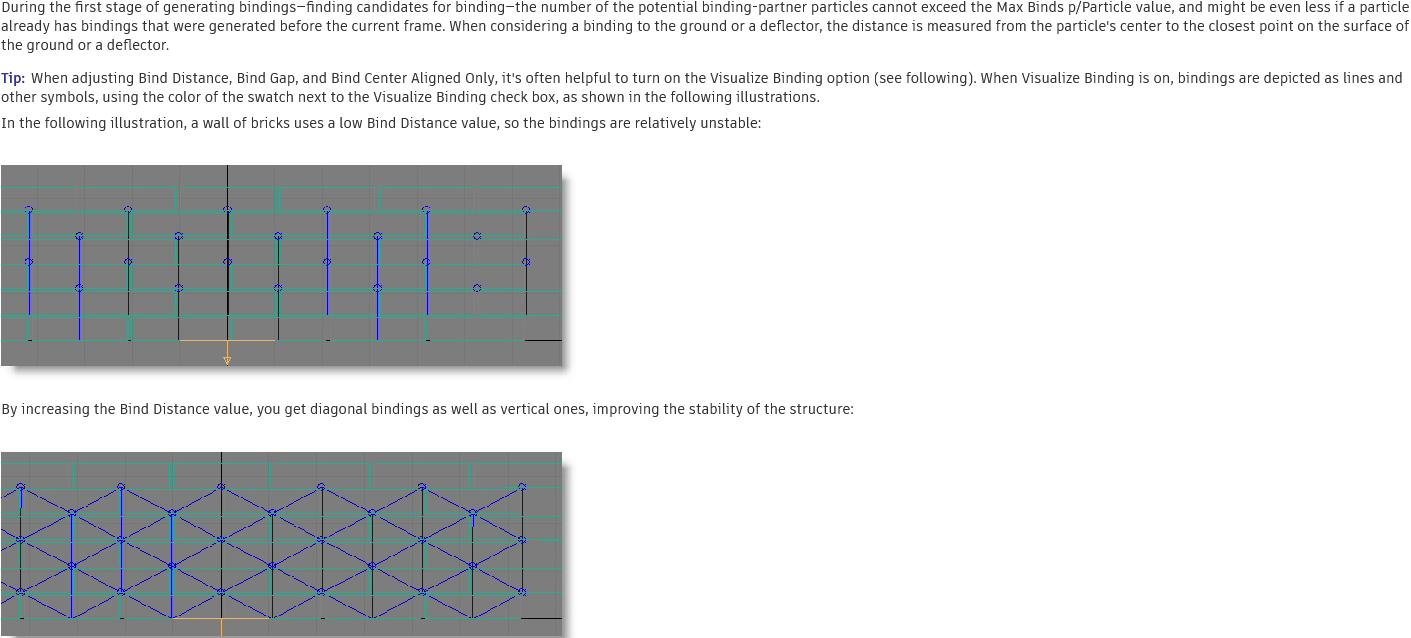 During the first stage of generating bindings—finding candidates for binding—the number of the potential binding-partner particles cannot exceed the Max Binds p/Particle value, and might be even less if a particle
already has bindings that were generated before the current frame. When considering a binding to the ground or a deflector, the distance is measured from the particle's center to the closest point on the surface of
the ground or a deflector.
Tip: When adjusting Bind Distance, Bind Gap, and Bind Center Aligned Only, it's often helpful to turn on the Visualize Binding option (see following). When Visualize Binding is on, bindings are depicted as lines and
other symbols, using the color of the swatch next to the Visualize Binding check box, as shown in the following illustrations.
In the following illustration, a wall of bricks uses a low Bind Distance value, so the bindings are relatively unstable:
By increasing the Bind Distance value, you get diagonal bindings as well as vertical ones, improving the stability of the structure: